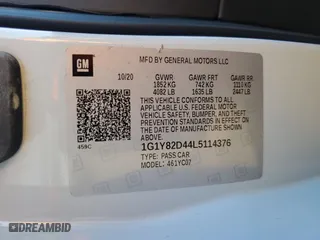 GM
MFD BY GENERAL MOTORS LLC
10/20 GVWR GAWR FRT GAWR RR
1852 KG 742 KG 1110 KG
4082 LB 1635 LB 2447 LB
THIS VEHICLE CONFORMS TO ALL
APPLICABLE U.S. FEDERAL MOTOR
VEHICLE SAFETY, BUMPER, AND THEFT
PREVENTION STANDARDS IN EFFECT ON
THE DATE OF MANUFACTURE SHOWN ABOVE.
459C
1G1Y82D44L5114376
TYPE: PASS CAR
MODEL: 461YC07
DREAMBID